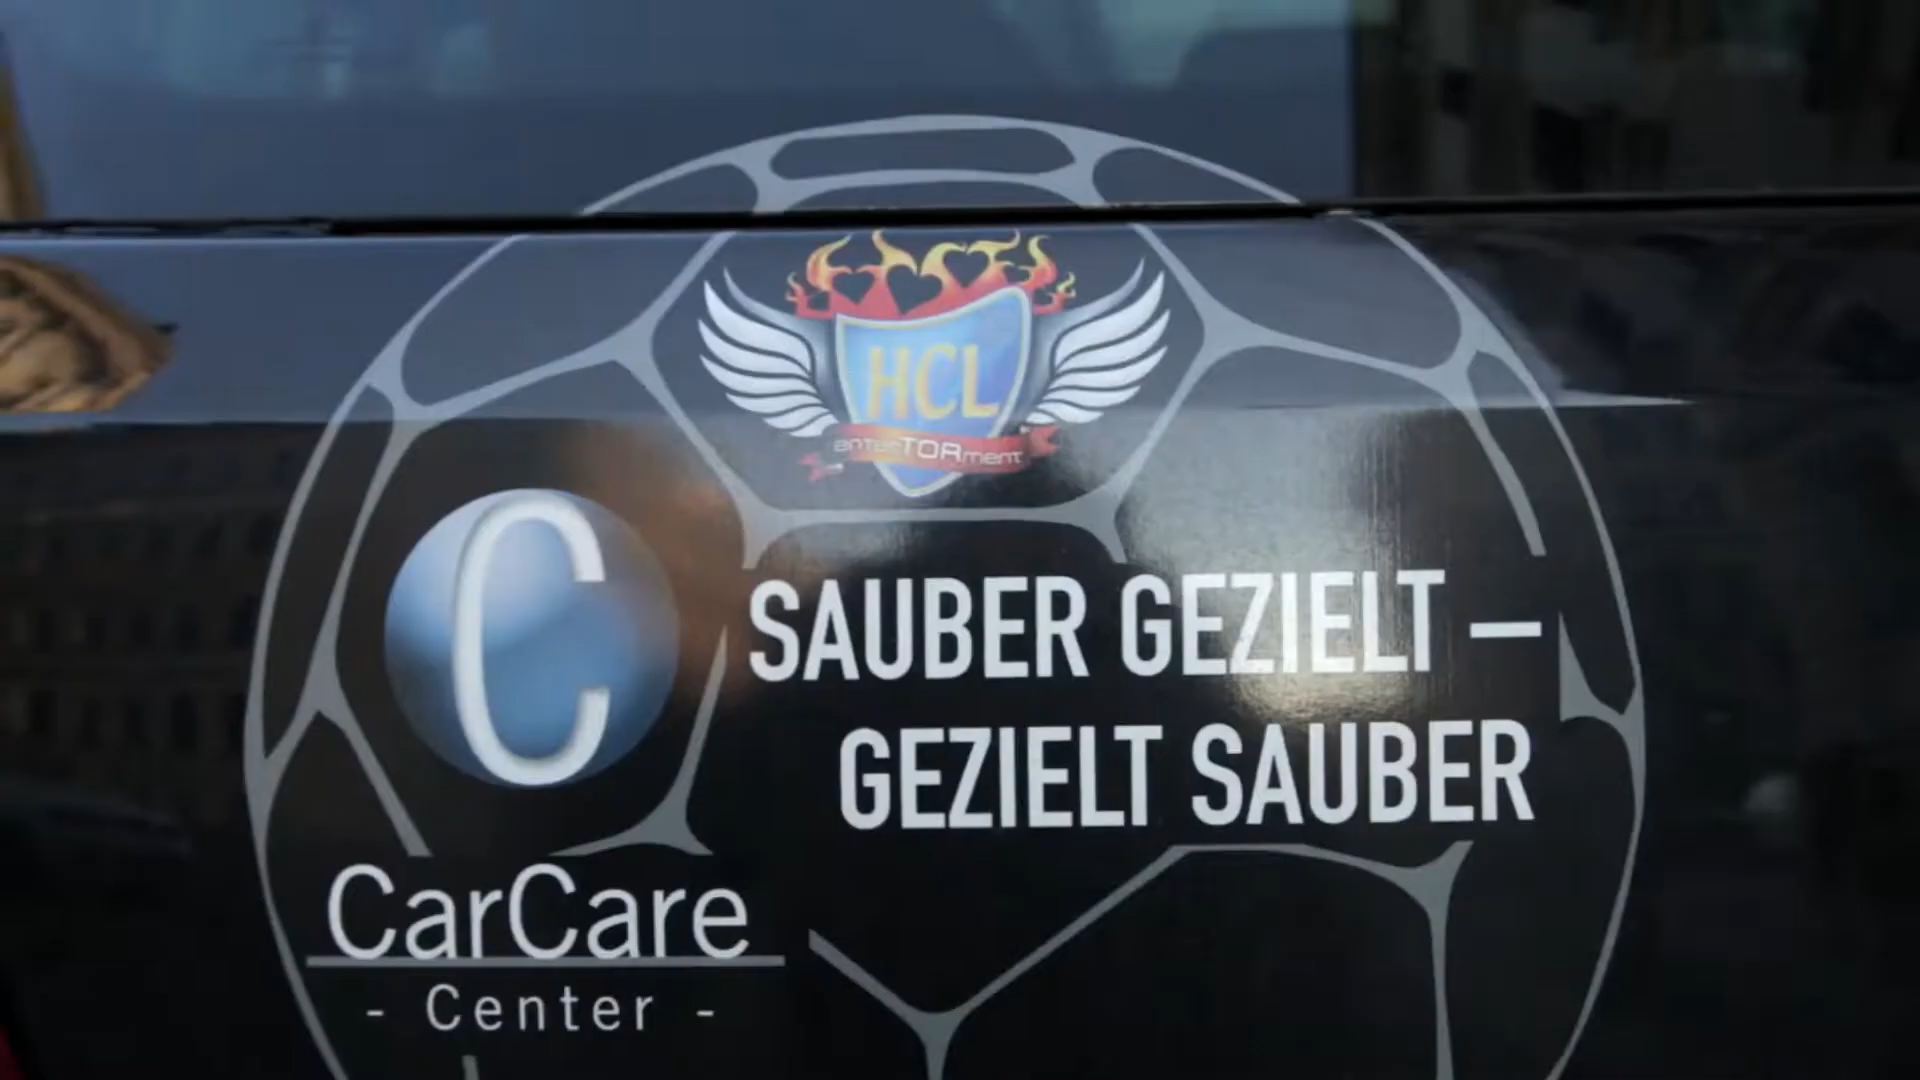 HCL
enterTORment
C
SAUBER GEZIELT –
GEZIELT SAUBER
CarCare
- Center -